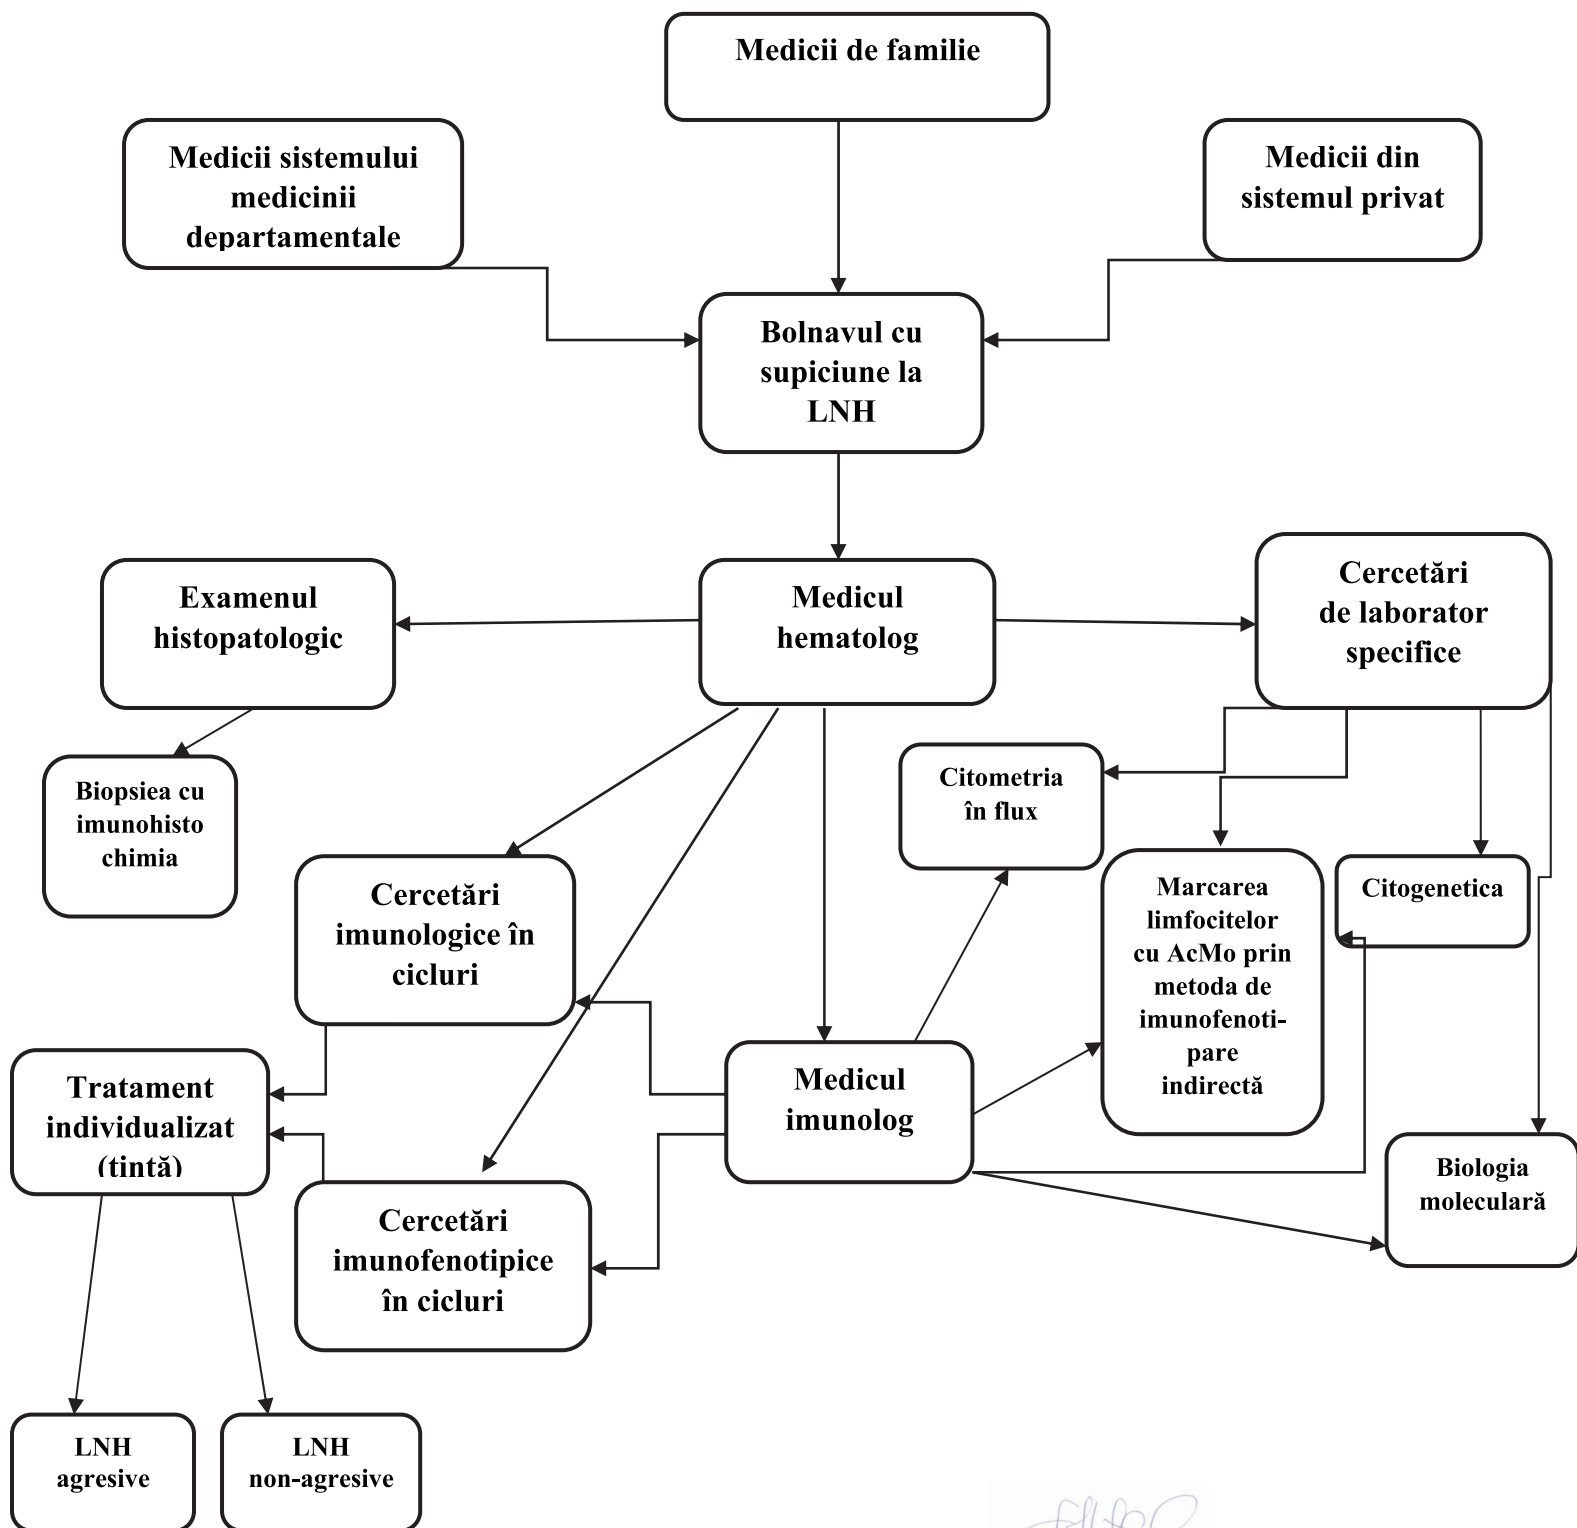 Medicii de familie
Medicii sistemului
medicinii
departamentale
Medicii din
sistemul privat
Bolnavul cu
supiciune la
LNH
Examenul
histopatologic
Medicul
hematolog
Cercetări
de laborator
specifice
Biopsiea cu
imunohisto
chimia
Citometria
în flux
Cercetări
imunologice în
cicluri
Marcarea
limfocitelor
cu AcMo prin
metoda de
imunofenoti-
pare
indirectă
Citogenetica
Tratament
individualizat
(tintă)
Medicul
imunolog
Biologia
moleculară
Cercetări
imunofenotipice
în cicluri
LNH
agresive
LNH
non-agresive